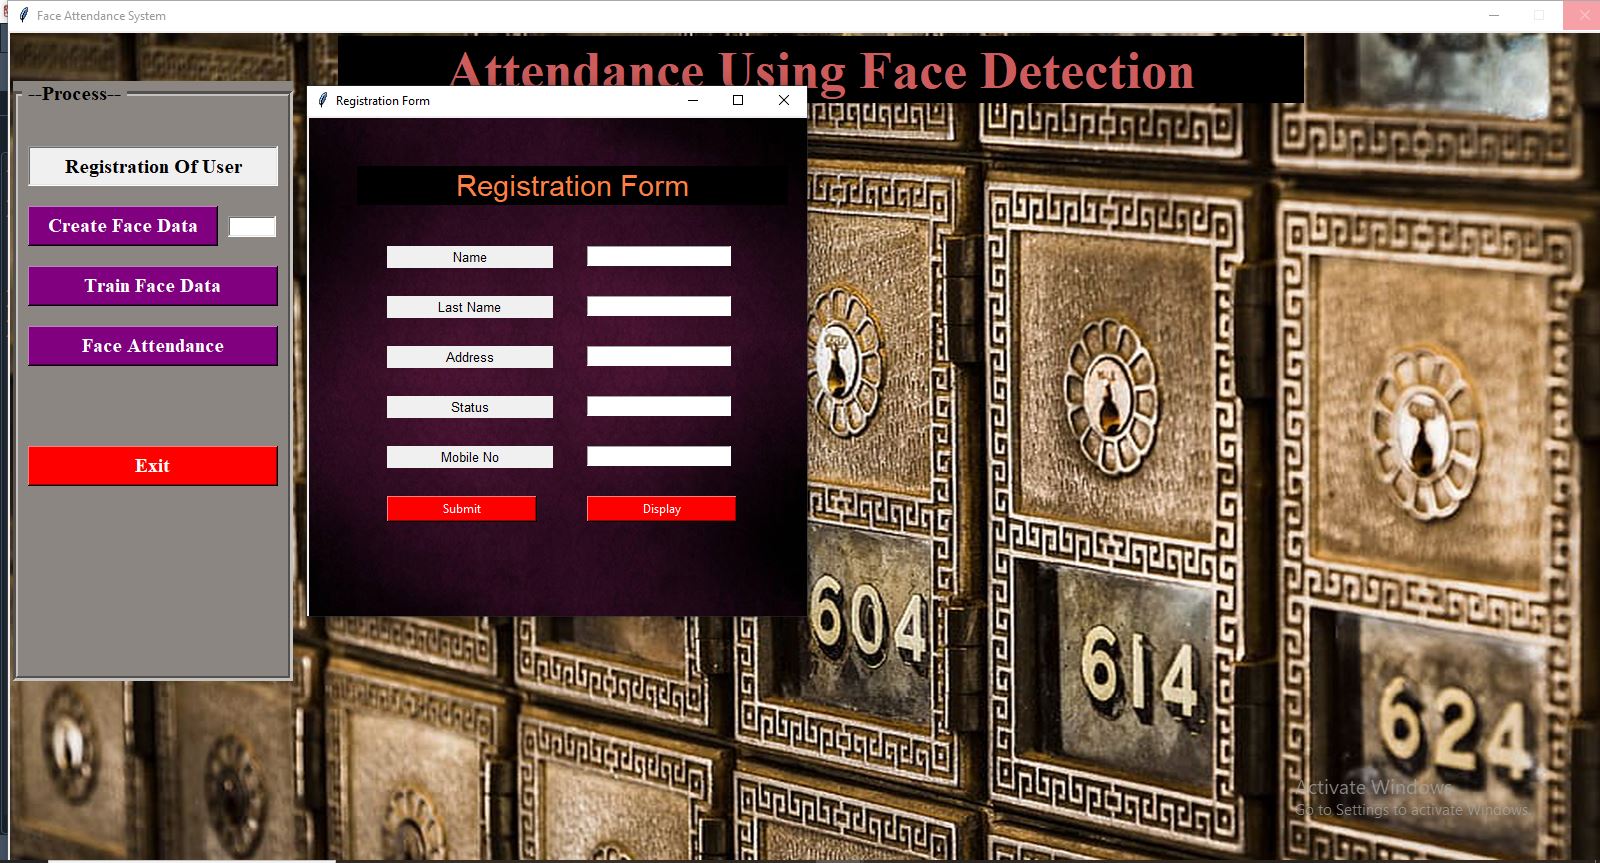 Face Attendance System
Attendance Using Face Detection
--Process--
Registration Of User
Create Face Data
Train Face Data
Face Attendance
Exit
Registration Form
Registration Form
Name
Last Name
Address
Status
Mobile No
Submit
Display
604
614
624
Activate Windows
Go to Settings to activate Windows.